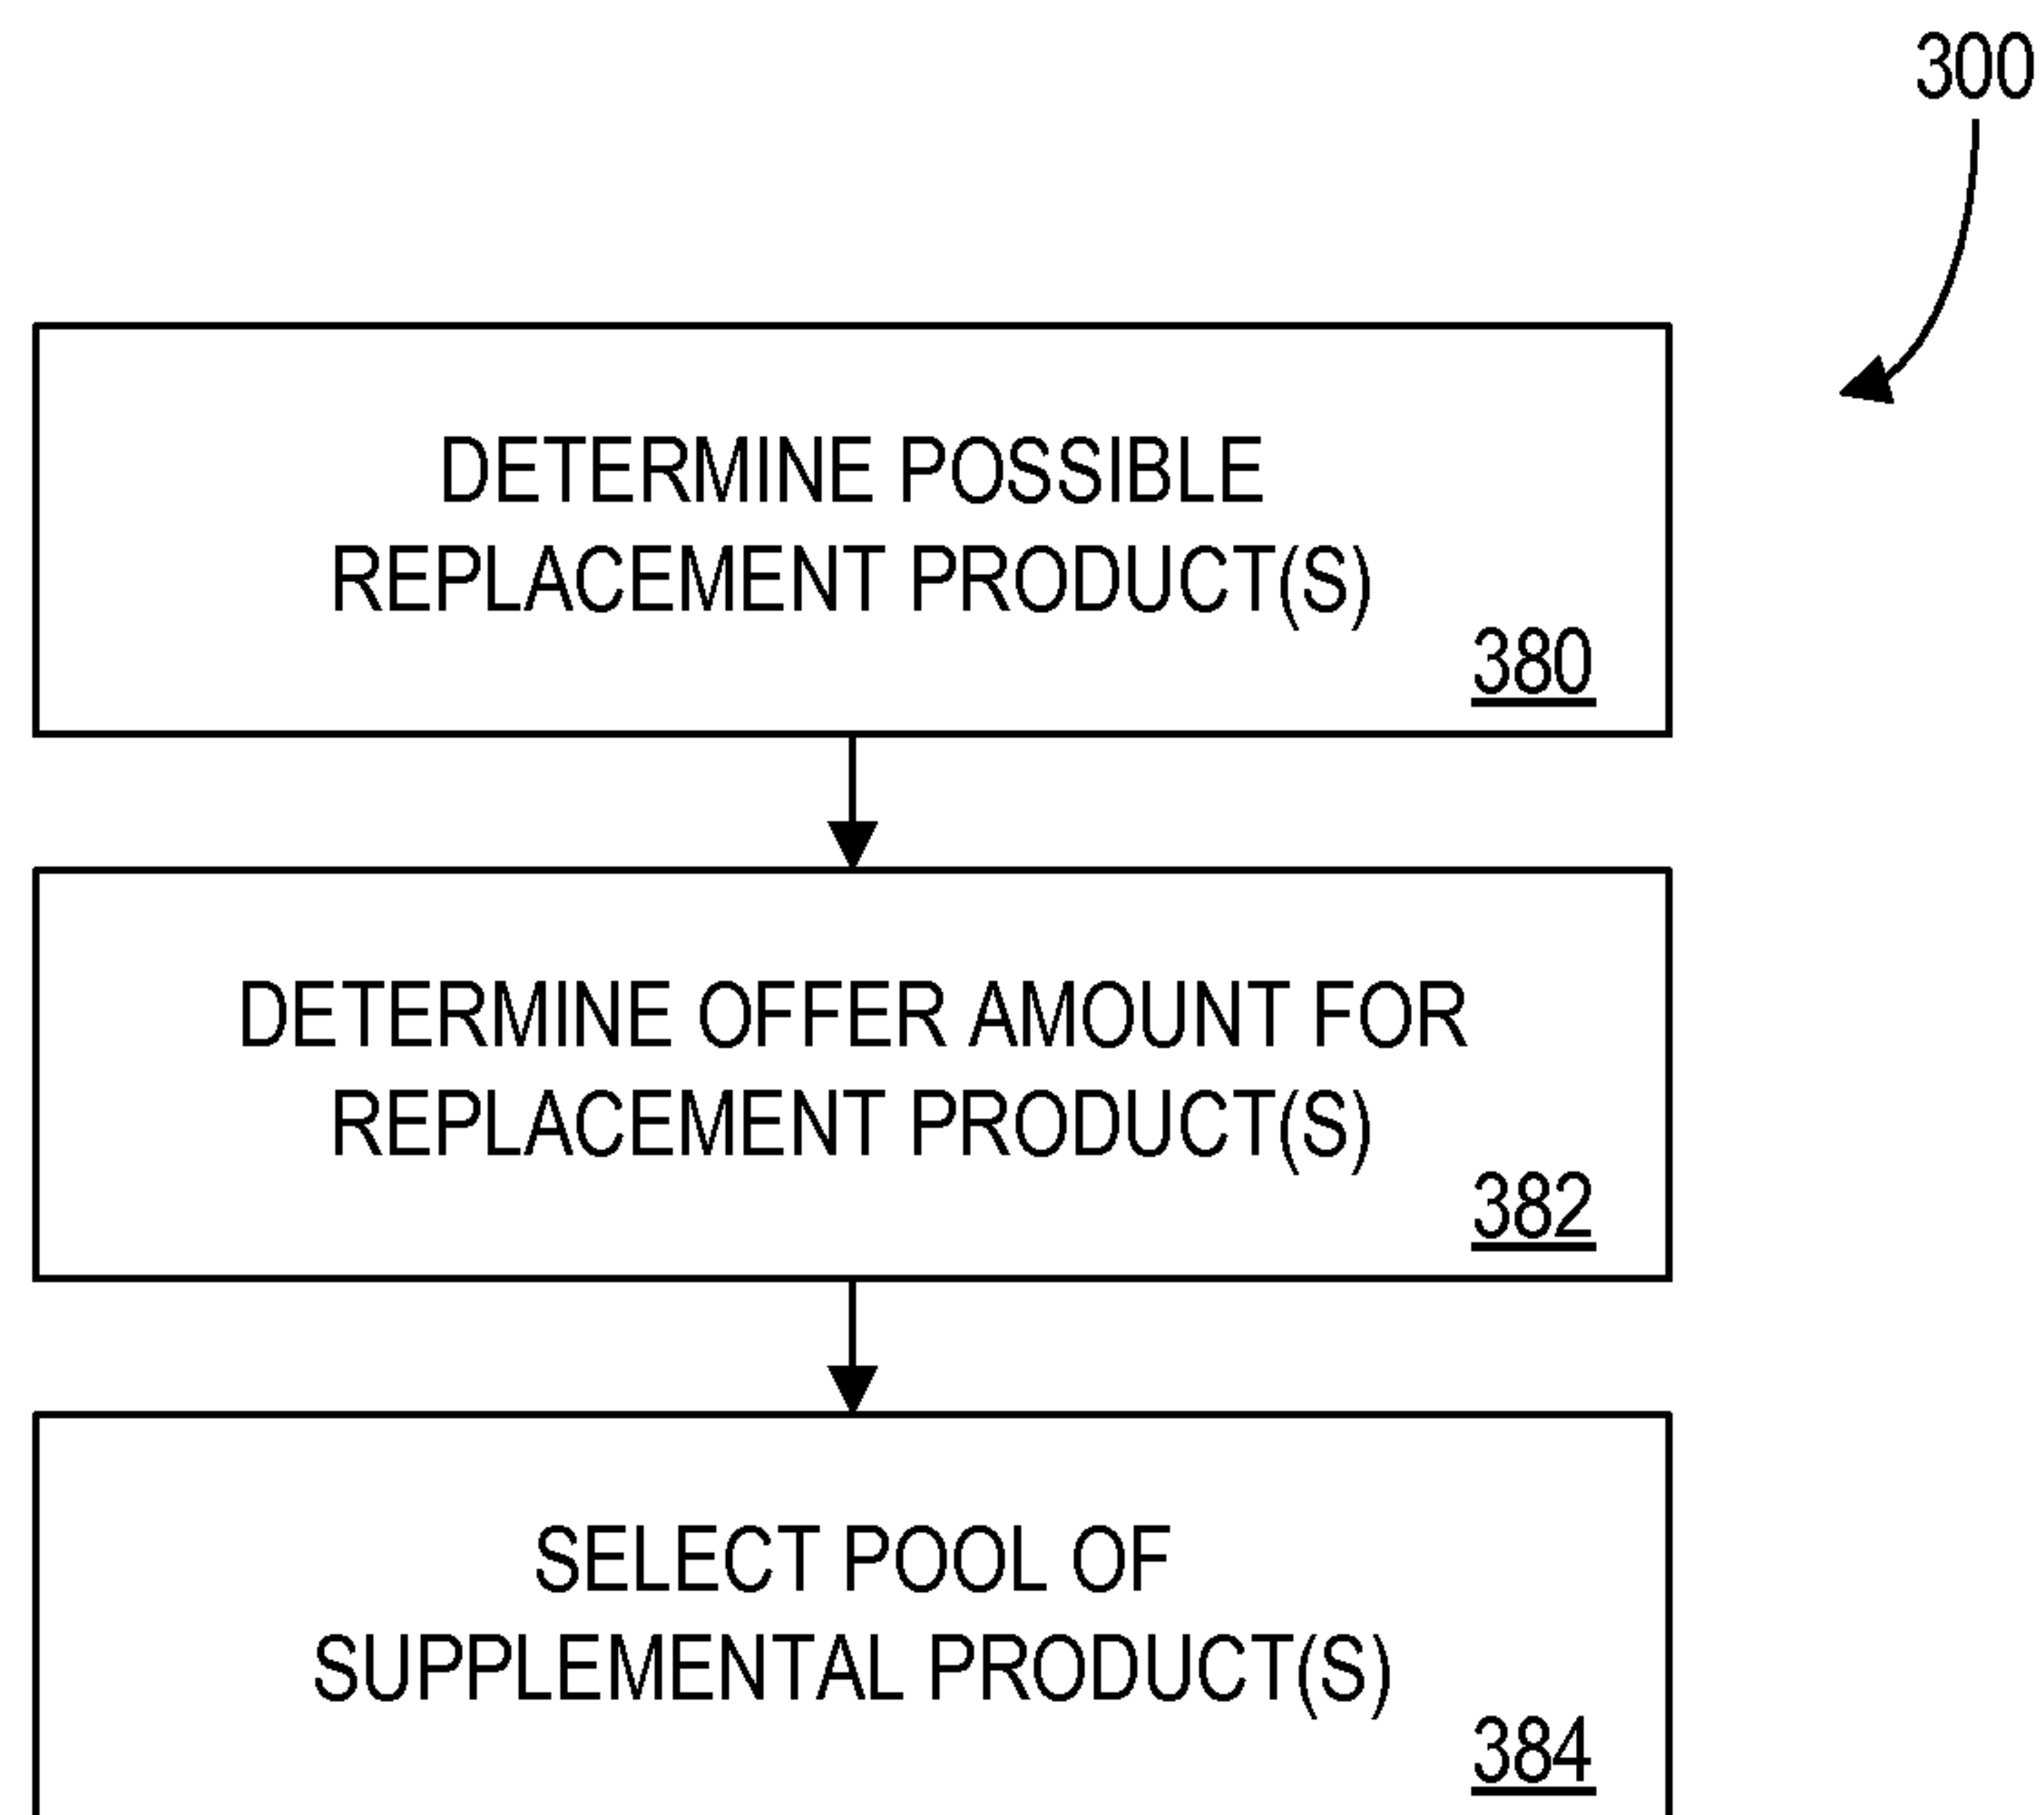 300
DETERMINE POSSIBLE
REPLACEMENT PRODUCT(S)
380
DETERMINE OFFER AMOUNT FOR
REPLACEMENT PRODUCT(S)
382
SELECT POOL OF
SUPPLEMENTAL PRODUCT(S)
384